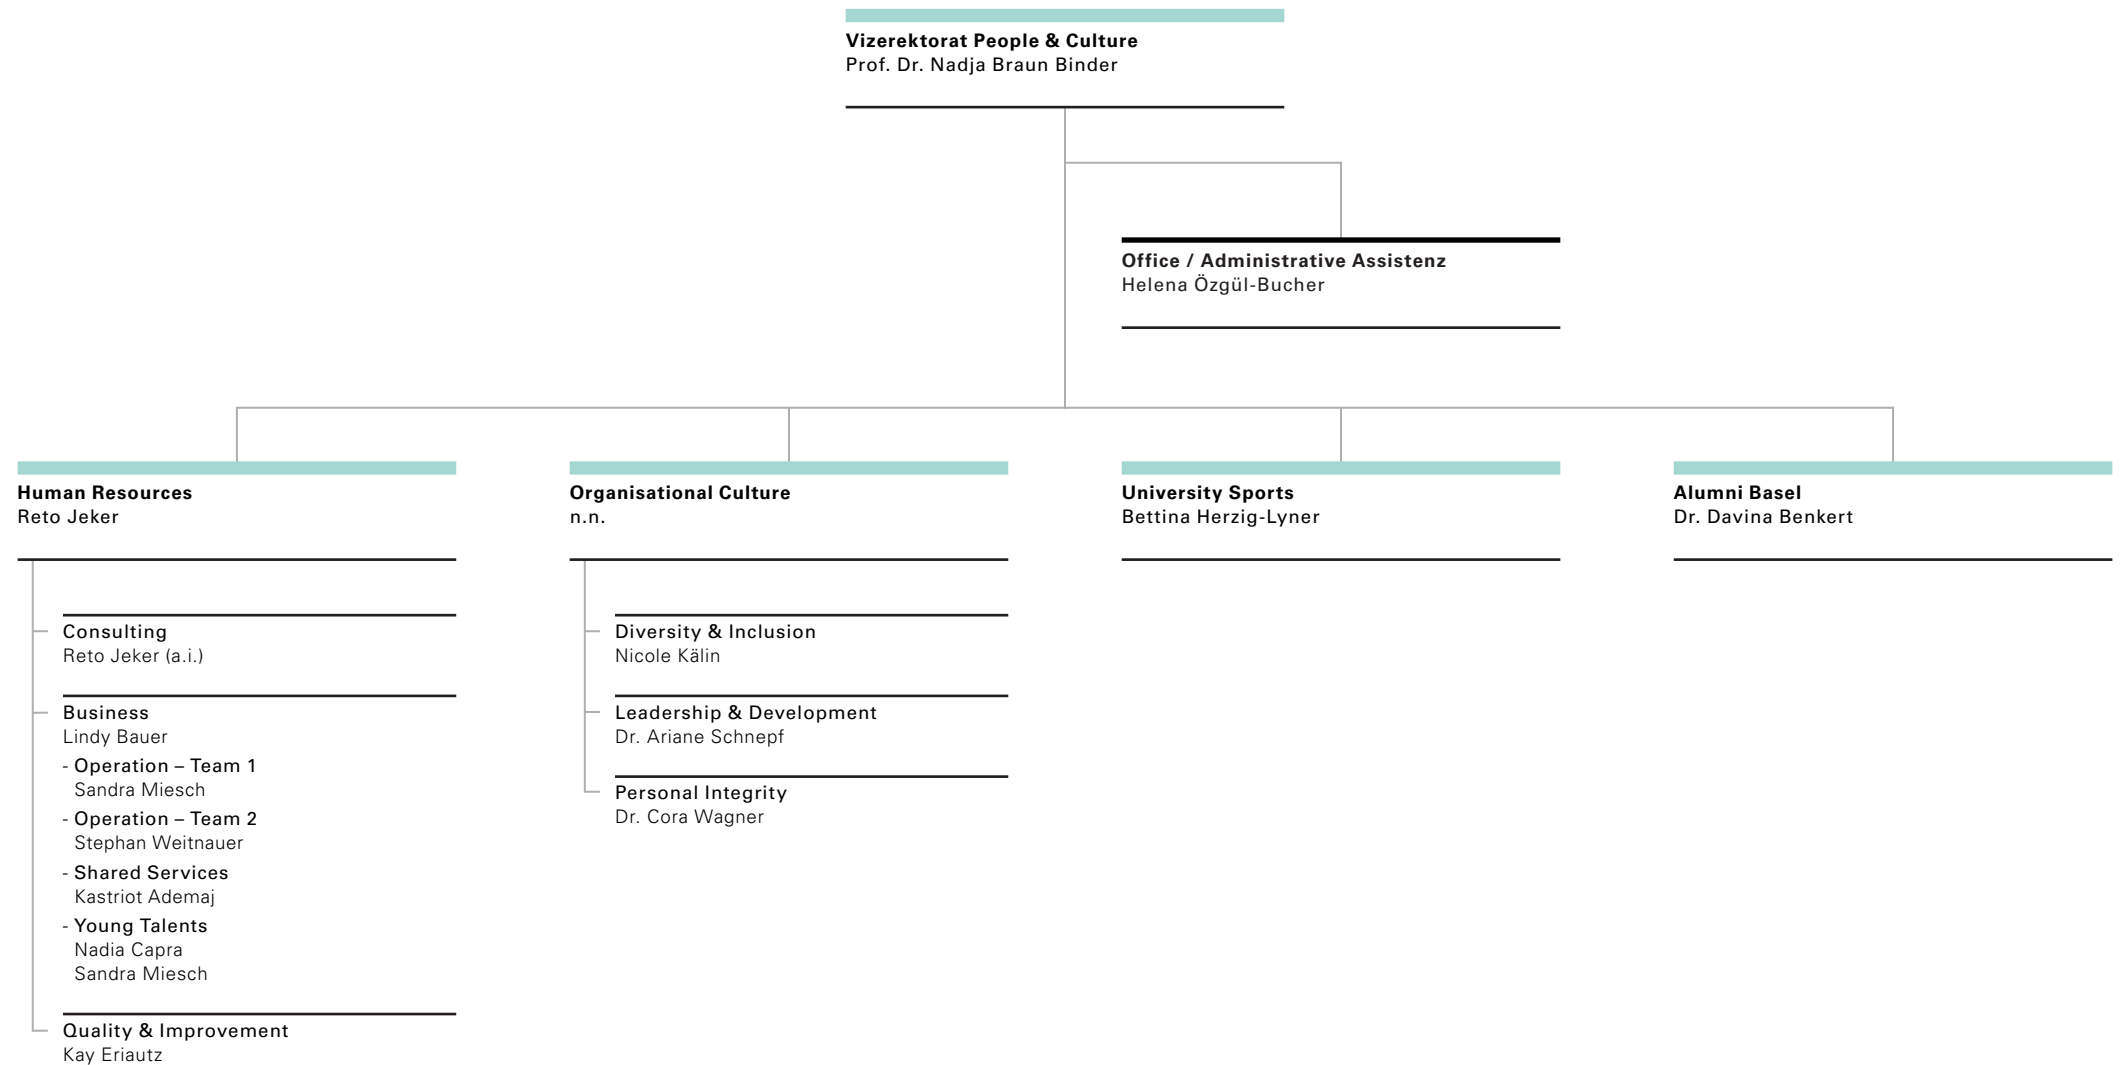 Vizerektorat People & Culture
Prof. Dr. Nadja Braun Binder
Office / Administrative Assistenz
Helena Özgül-Bucher
Human Resources
Reto Jeker
Consulting
Reto Jeker (a.i.)
Business
Lindy Bauer
- Operation – Team 1
Sandra Miesch
- Operation – Team 2
Stephan Weitnauer
- Shared Services
Kastriot Ademaj
- Young Talents
Nadia Capra
Sandra Miesch
Quality & Improvement
Kay Eriautz
Organisational Culture
n.n.
Diversity & Inclusion
Nicole Kälin
Leadership & Development
Dr. Ariane Schnepf
Personal Integrity
Dr. Cora Wagner
University Sports
Bettina Herzig-Lyner
Alumni Basel
Dr. Davina Benkert